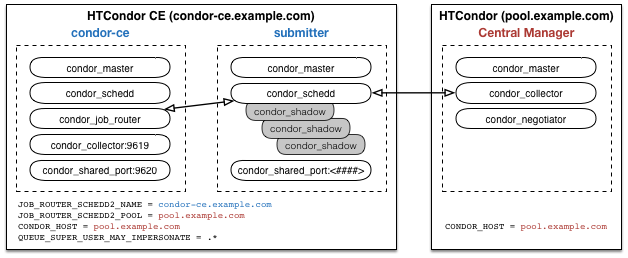 HTCondor CE (condor-ce.example.com)
condor-ce
condor_master
condor_schedd
condor_job_router
condor_collector:9619
condor_shared_port:9620
submitter
condor_master
condor_schedd
condor_shadow
condor_shadow
condor_shadow
condor_shared_port:<####>
JOB_ROUTER_SCHEDD2_NAME = condor-ce.example.com
JOB_ROUTER_SCHEDD2_POOL = pool.example.com
CONDOR_HOST = pool.example.com
QUEUE_SUPER_USER_MAY_IMPERSONATE = .*
HTCondor (pool.example.com)
Central Manager
condor_master
condor_collector
condor_negotiator
CONDOR_HOST = pool.example.com